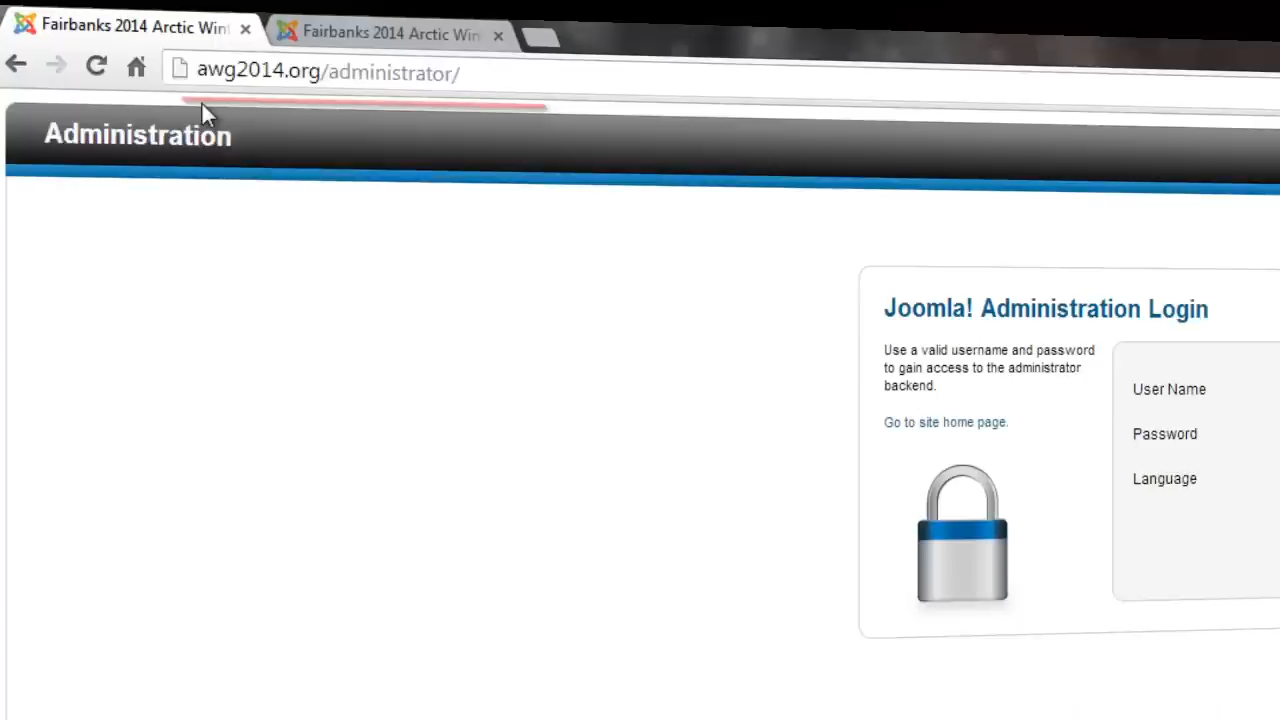 Fairbanks 2014 Arctic Win
Fairbanks 2014 Arctic Win
awg2014.org/administrator/
Administration
Joomla! Administration Login
Use a valid username and password
to gain access to the administrator
backend.
Go to site home page.
User Name
Password
Language